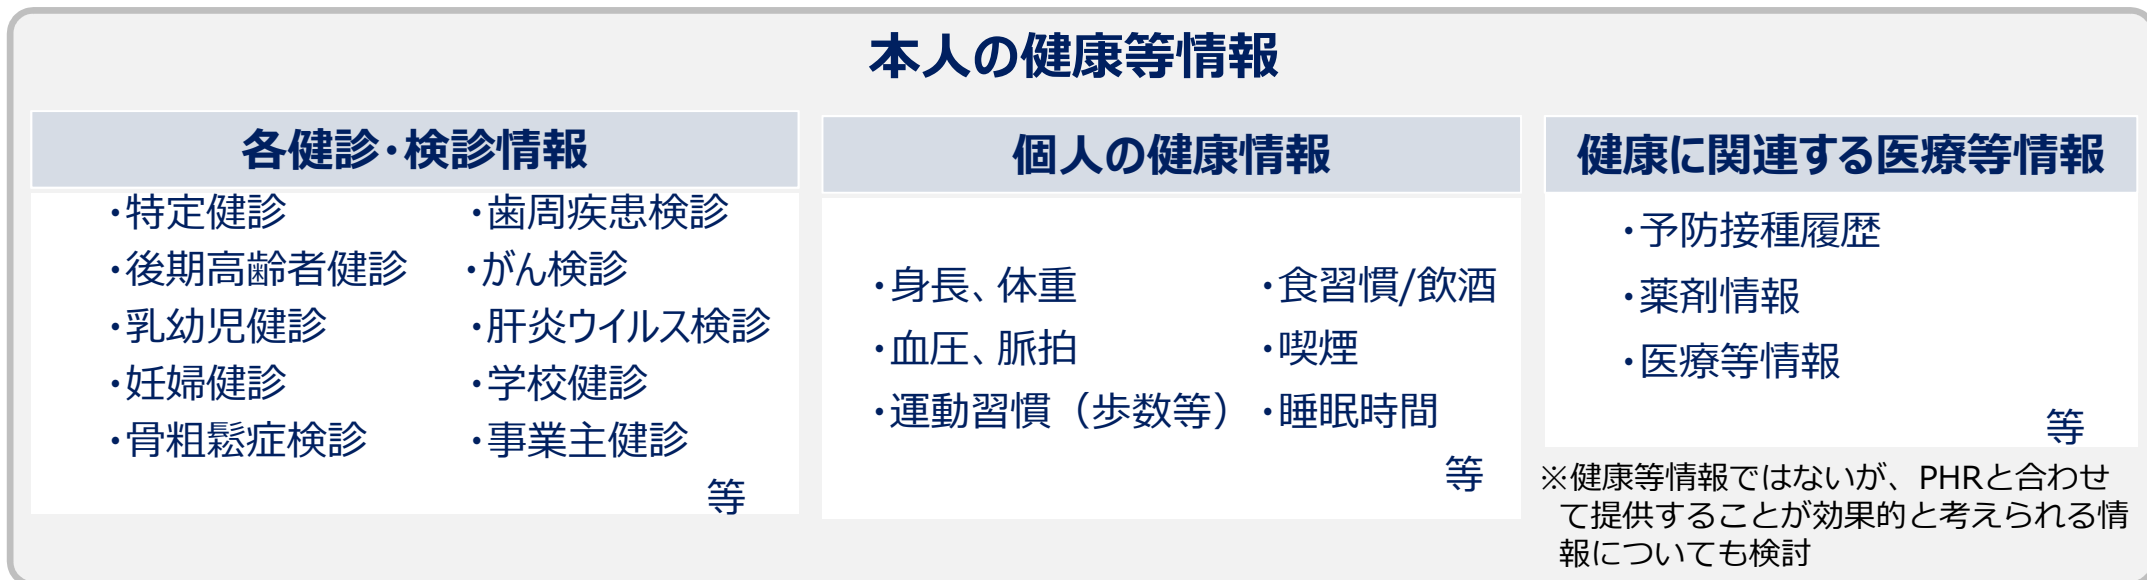 本人の健康等情報
各健診・検診情報
・特定健診
・後期高齢者健診
・乳幼児健診
・妊婦健診
・骨粗鬆症検診
・歯周疾患検診
・がん検診
・肝炎ウイルス検診
・学校健診
・事業主健診
等
個人の健康情報
・身長、体重
・血圧、脈拍
・運動習慣（歩数等）
・食習慣/飲酒
・喫煙
・睡眠時間
等
健康に関連する医療等情報
・予防接種履歴
・薬剤情報
・医療等情報
等
※健康等情報ではないが、PHRと合わせ
て提供することが効果的と考えられる情
報についても検討